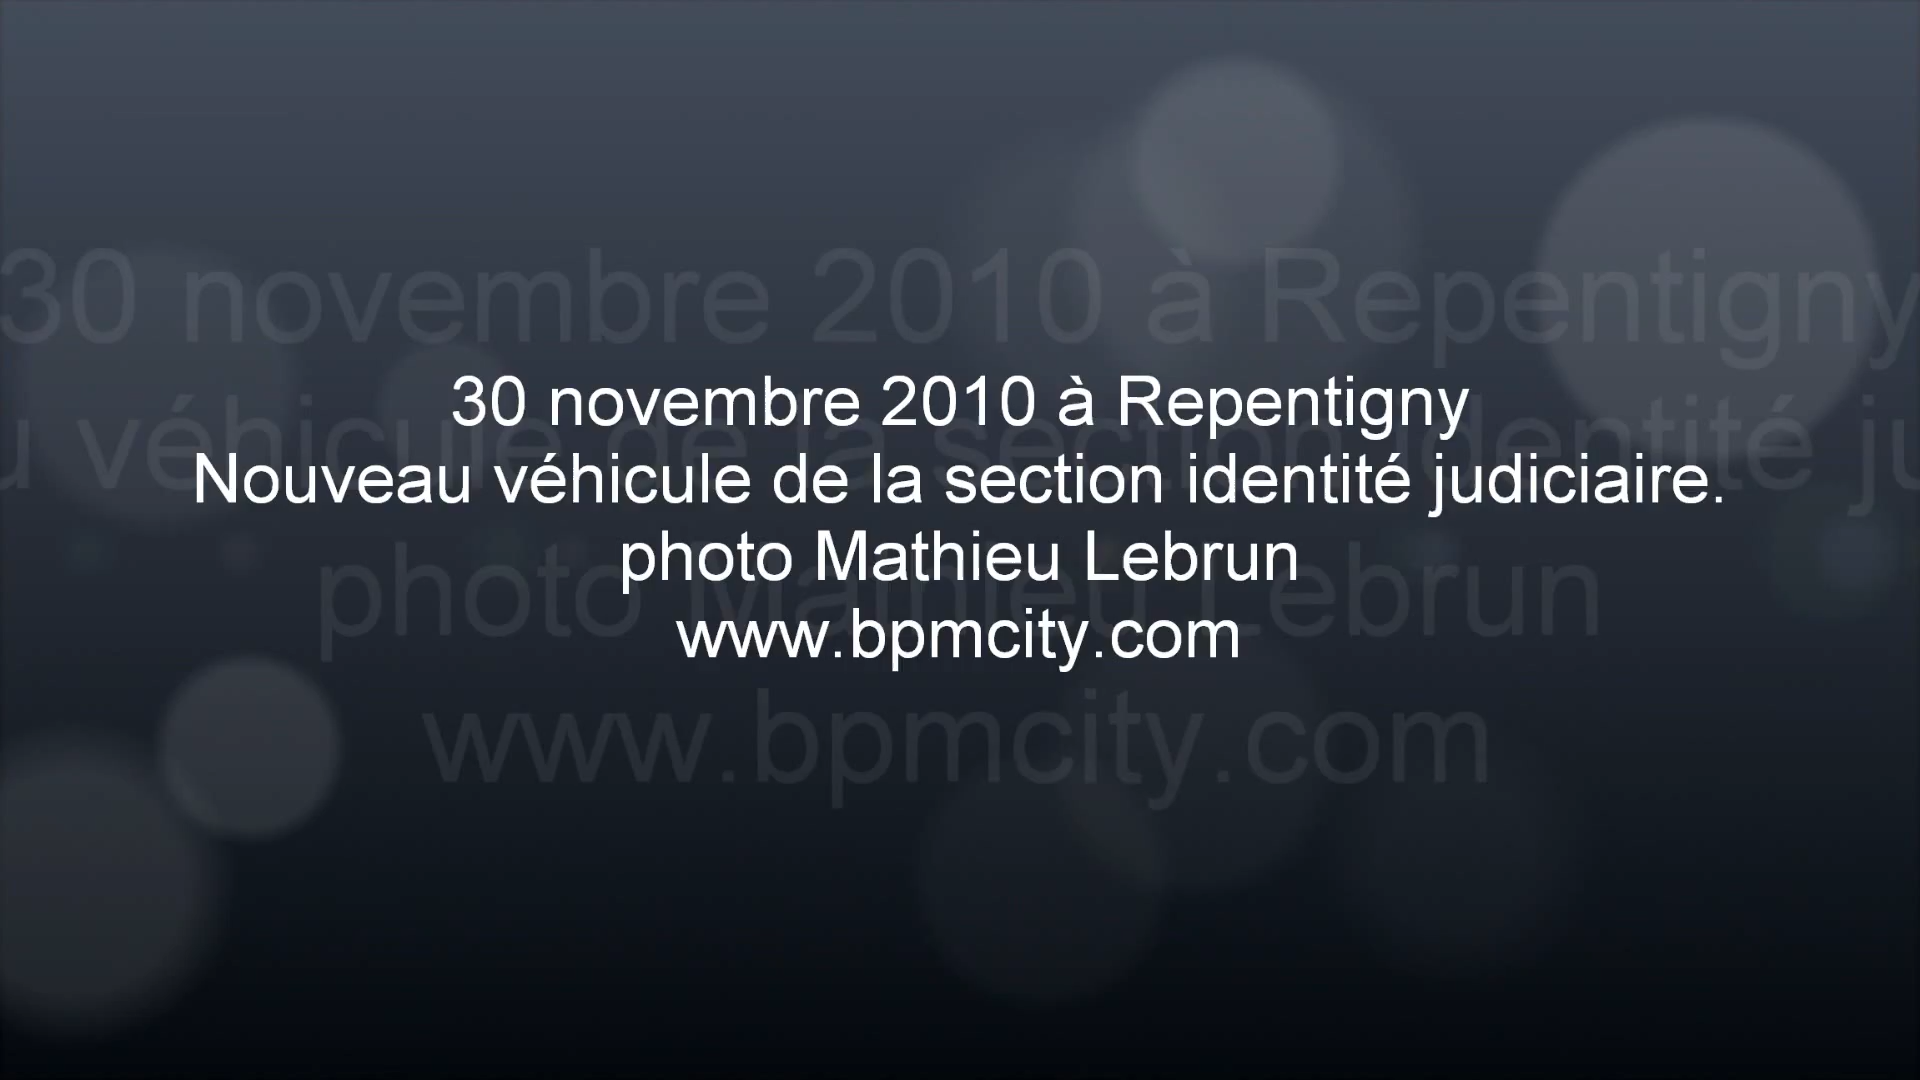 30 novembre 2010 à Repentigny
Nouveau véhicule de la section identité judiciaire.
photo Mathieu Lebrun
www.bpmcity.com